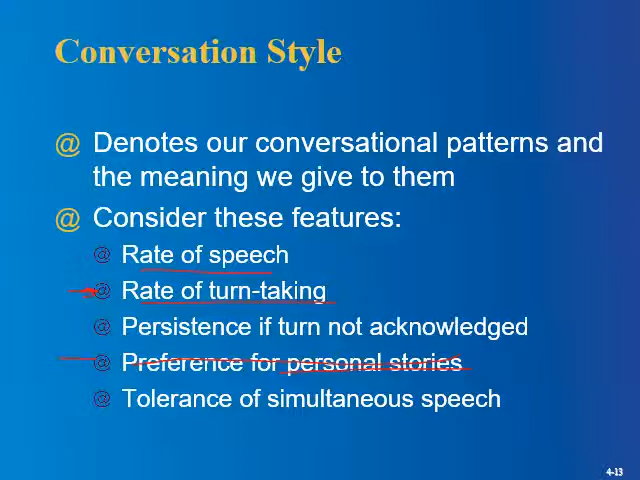 Conversation Style
@ Denotes our conversational patterns and
the meaning we give to them
@ Consider these features:
@ Rate of speech
@ Rate of turn-taking
@ Persistence if turn not acknowledged
@ Preference for personal stories
@ Tolerance of simultaneous speech
4-13